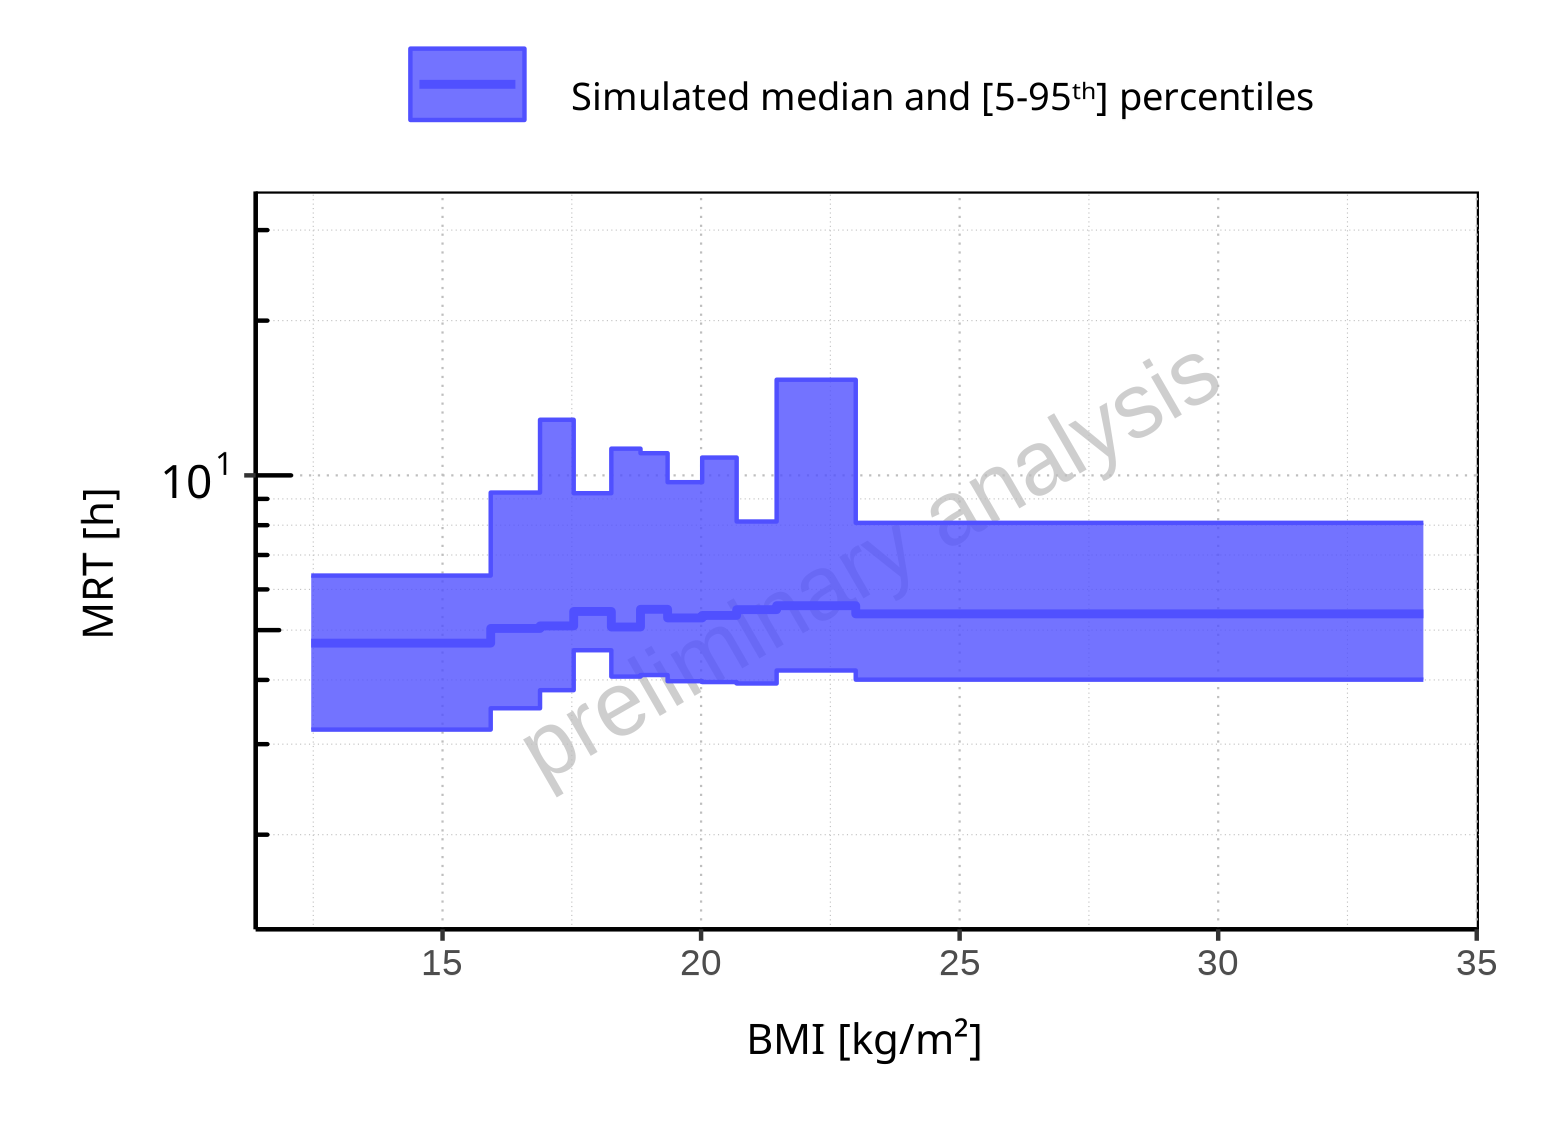 Simulated median and [5-95ᵗʰ] percentiles
MRT [h]
10¹
preliminary analysis
15 20 25 30 35
BMI [kg/m²]